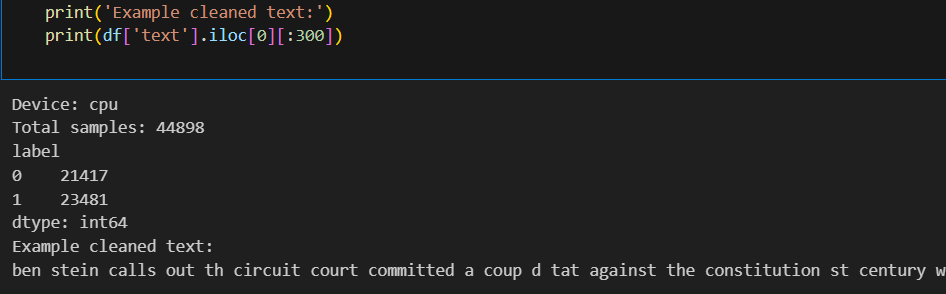 print('Example cleaned text:')
print(df['text'].iloc[0][:300])
Device: cpu
Total samples: 44898
label
0    21417
1    23481
dtype: int64
Example cleaned text:
ben stein calls out th circuit court committed a coup d tat against the constitution st century w